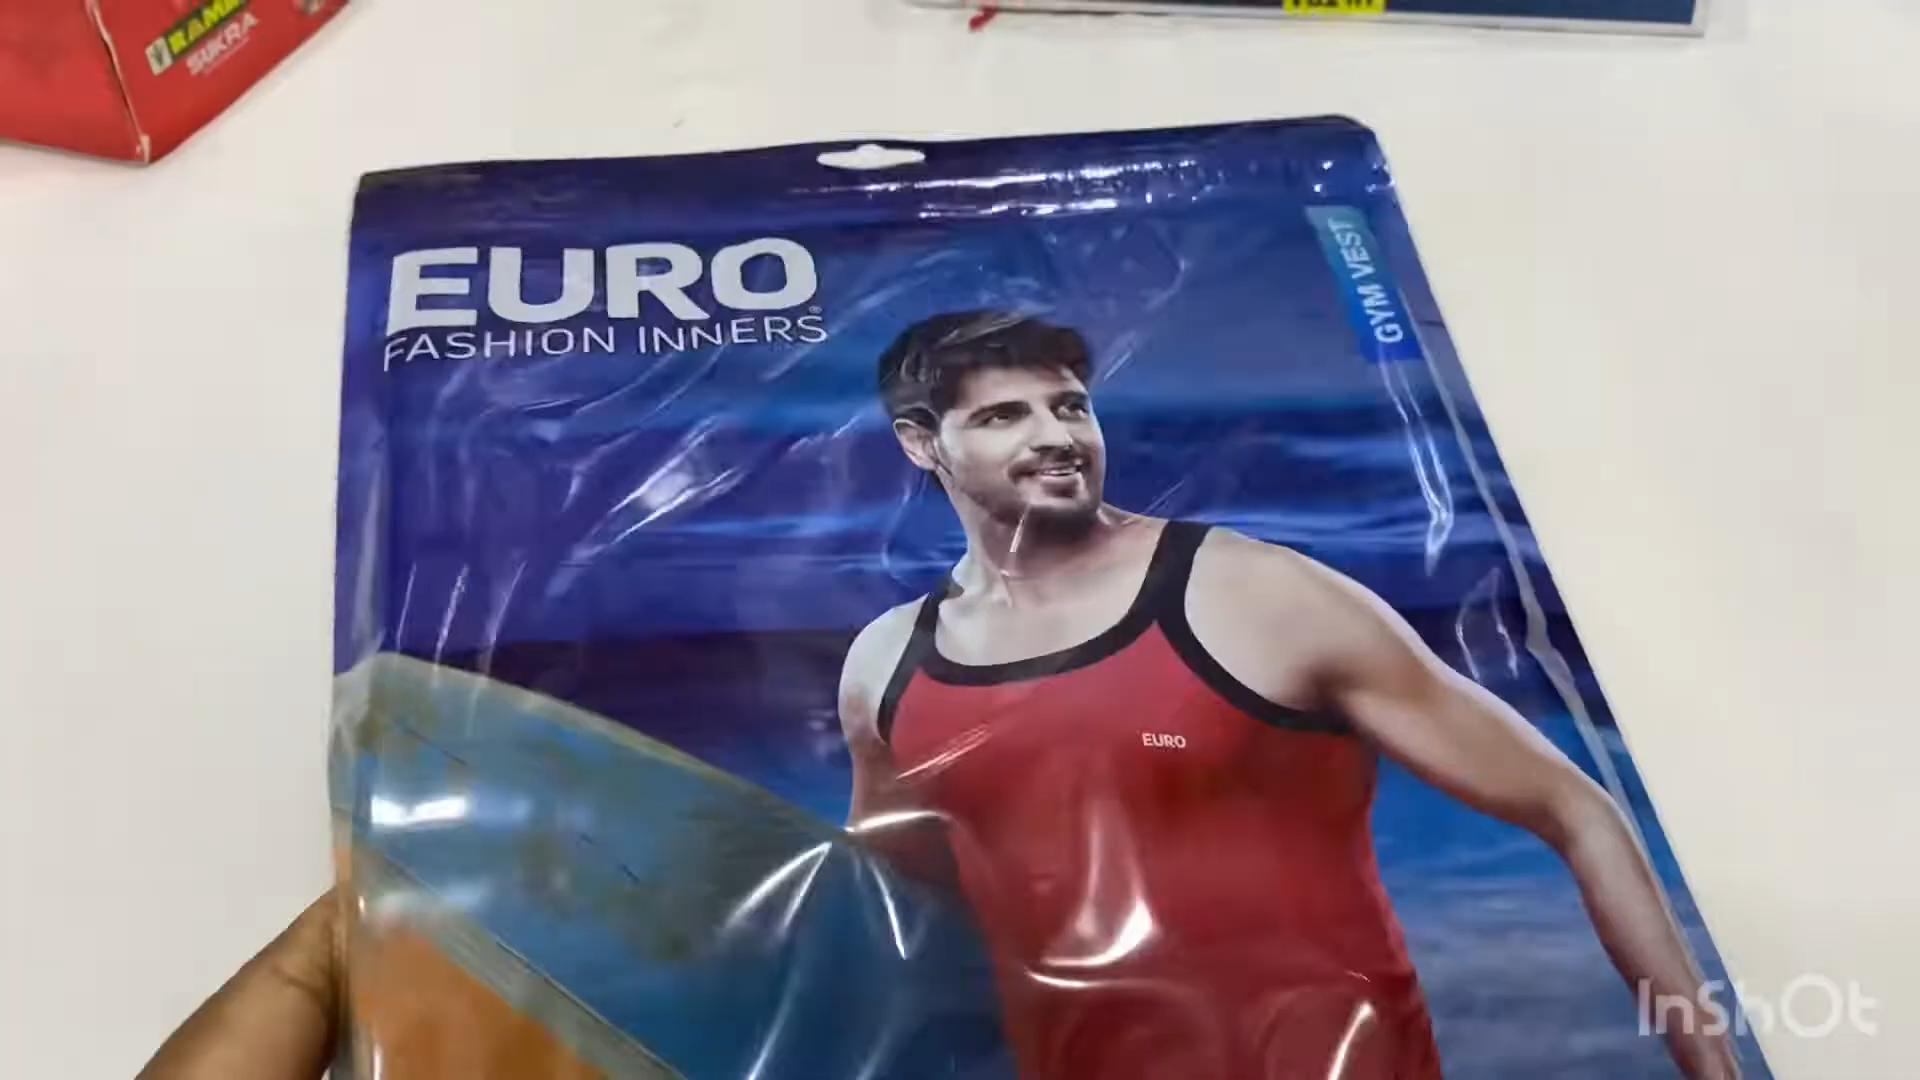 SUKRA
EURO
FASHION INNERS
GYM VEST
EURO
InShOt